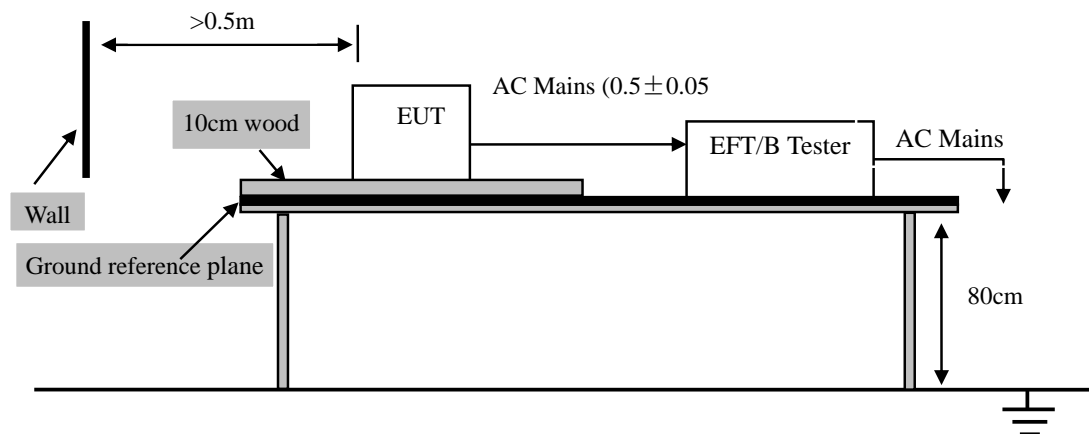 >0.5m
AC Mains (0.5±0.05
10cm wood
EUT
EFT/B Tester
AC Mains
Wall
Ground reference plane
80cm